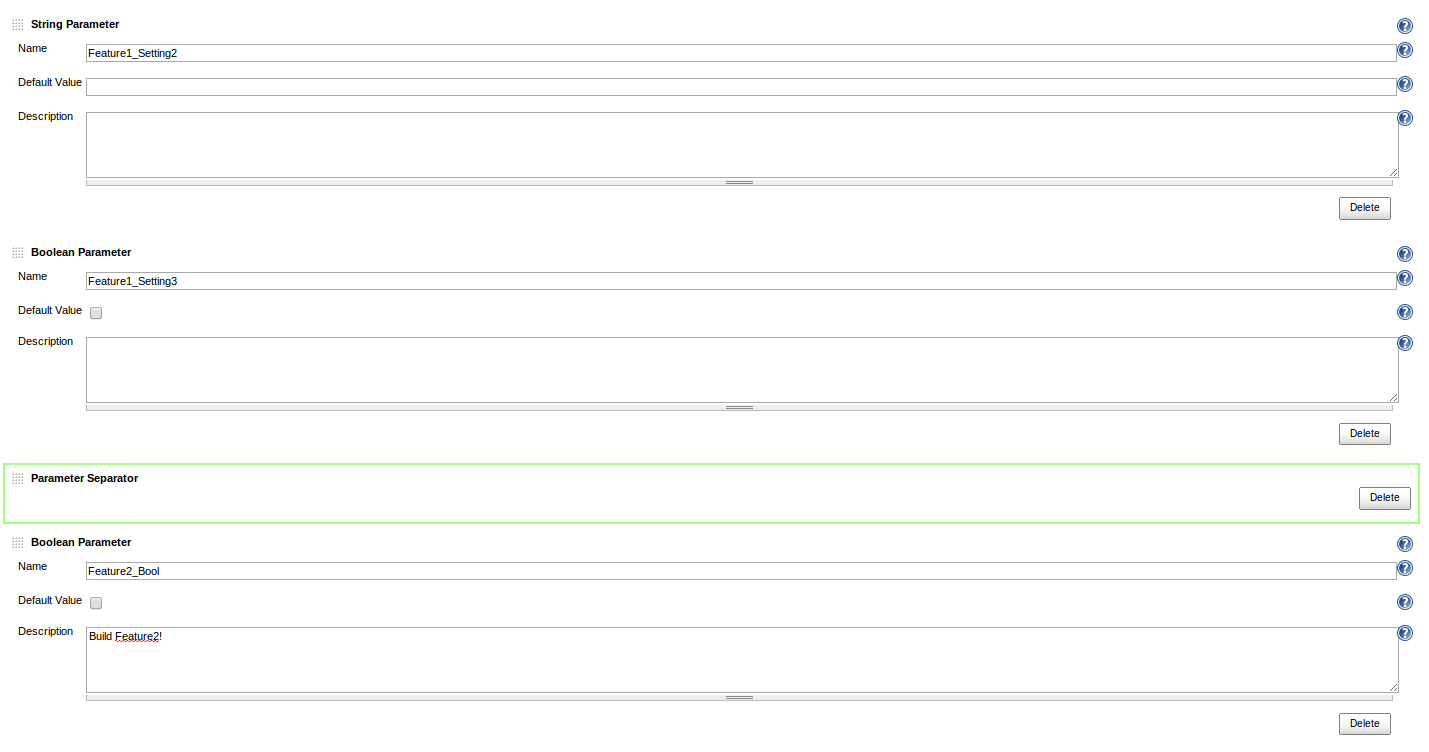 String Parameter
Name Feature1_Setting2
Default Value
Description
Delete
Boolean Parameter
Name Feature1_Setting3
Default Value
Description
Delete
Parameter Separator
Delete
Boolean Parameter
Name Feature2_Bool
Default Value
Description Build Feature2!
Delete